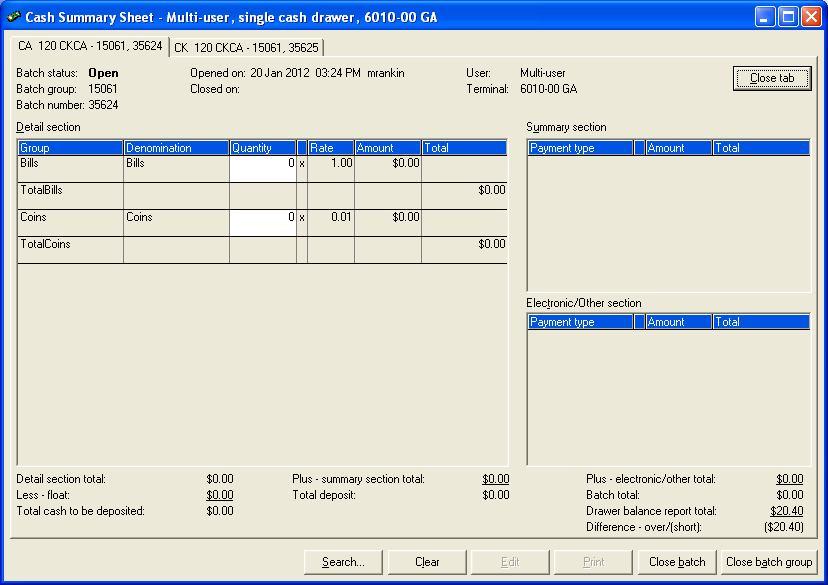 Cash Summary Sheet - Multi-user, single cash drawer, 6010-00 GA
CA 120 CKCA - 15061, 35624 CK 120 CKCA - 15061, 35625
Batch status: Open Opened on: 20 Jan 2012 03:24 PM mrankin User: Multi-user Close tab
Batch group: 15061 Closed on: Terminal: 6010-00 GA
Batch number: 35624
Detail section Summary section
Group Denomination Quantity Rate Amount Total Payment type Amount Total
Bills Bills 0 x 1.00 $0.00
TotalBills $0.00
Coins Coins 0 x 0.01 $0.00
TotalCoins $0.00
Electronic/Other section
Payment type Amount Total
Detail section total: $0.00 Plus - summary section total: $0.00 Plus - electronic/other total: $0.00
Less - float: $0.00 Total deposit: $0.00 Batch total: $0.00
Total cash to be deposited: $0.00 Drawer balance report total: $20.40
Difference - over/(short): ($20.40)
Search... Clear Edit Print Close batch Close batch group